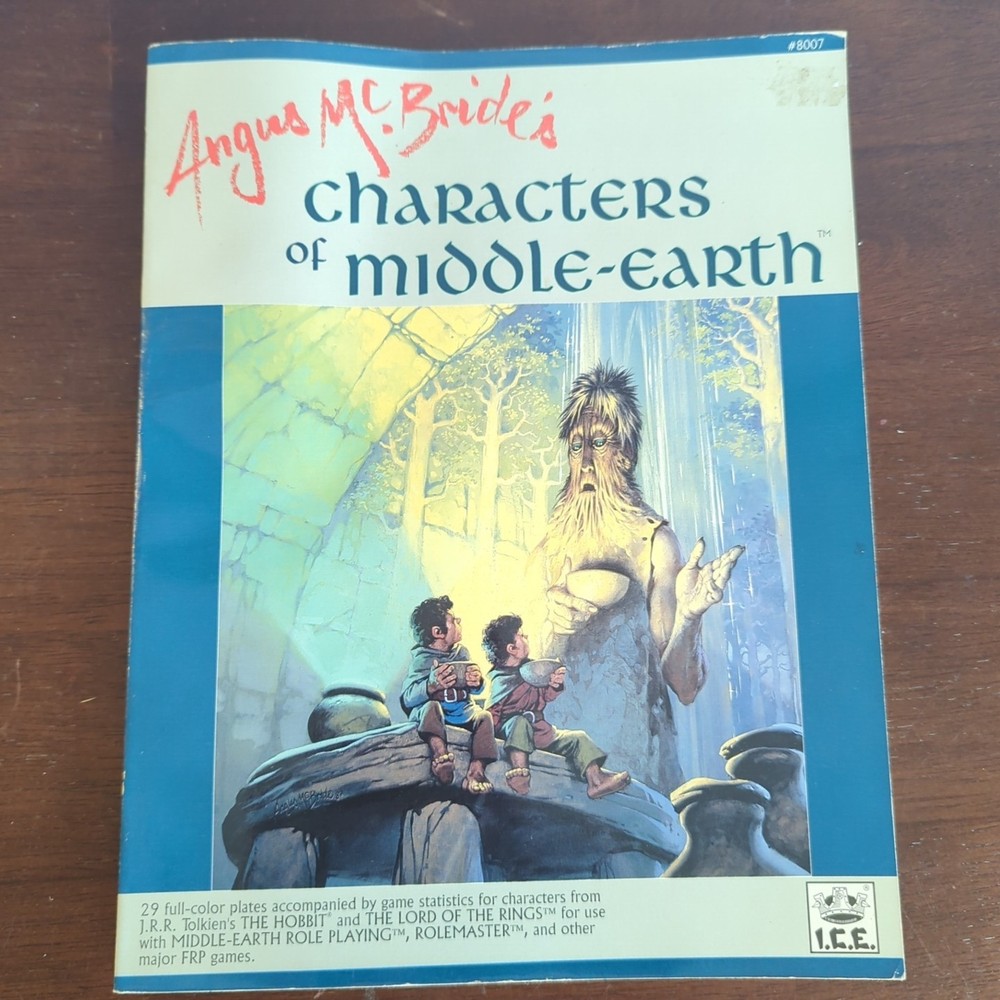 #8007
Angus McBride's
characters
of middle-earth™
Angus McBride
29 full-color plates accompanied by game statistics for characters from
J.R.R. Tolkien's THE HOBBIT® and THE LORD OF THE RINGS™ for use
with MIDDLE-EARTH ROLE PLAYING™, ROLEMASTER™, and other
major FRP games.
®
I.C.E.